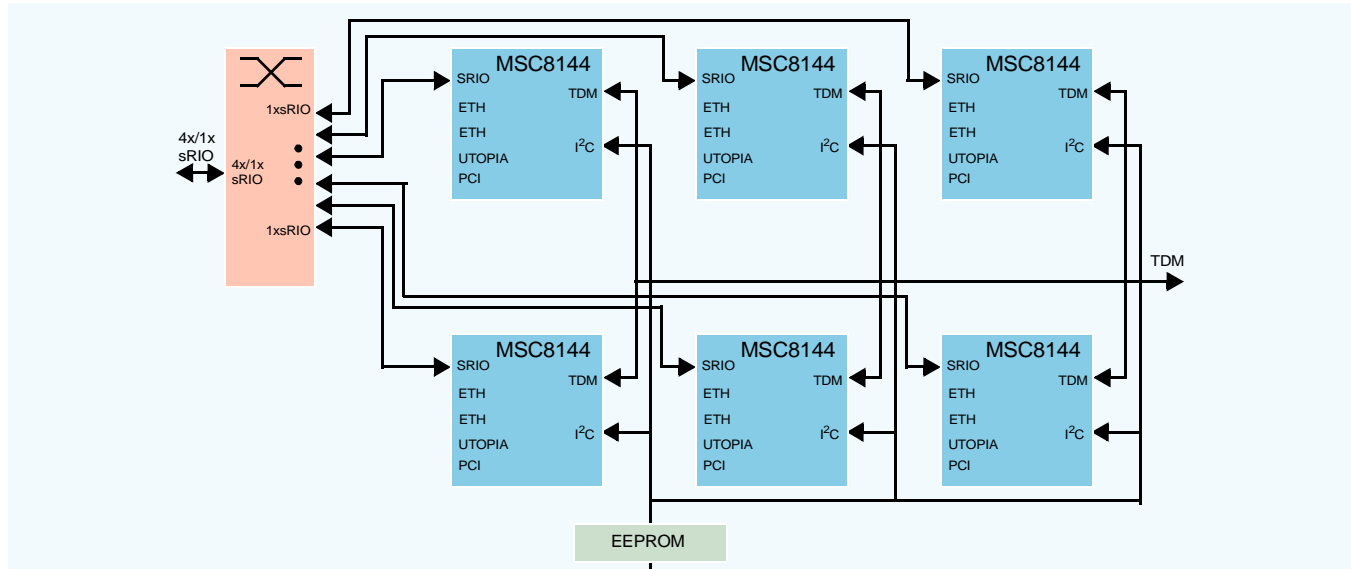 4x/1x
sRIO
1xsRIO
4x/1x
sRIO
1xsRIO
MSC8144
SRIO
TDM
ETH
ETH
I²C
UTOPIA
PCI
MSC8144
SRIO
TDM
ETH
ETH
I²C
UTOPIA
PCI
MSC8144
SRIO
TDM
ETH
ETH
I²C
UTOPIA
PCI
TDM
MSC8144
SRIO
TDM
ETH
ETH
I²C
UTOPIA
PCI
MSC8144
SRIO
TDM
ETH
ETH
I²C
UTOPIA
PCI
MSC8144
SRIO
TDM
ETH
ETH
I²C
UTOPIA
PCI
EEPROM